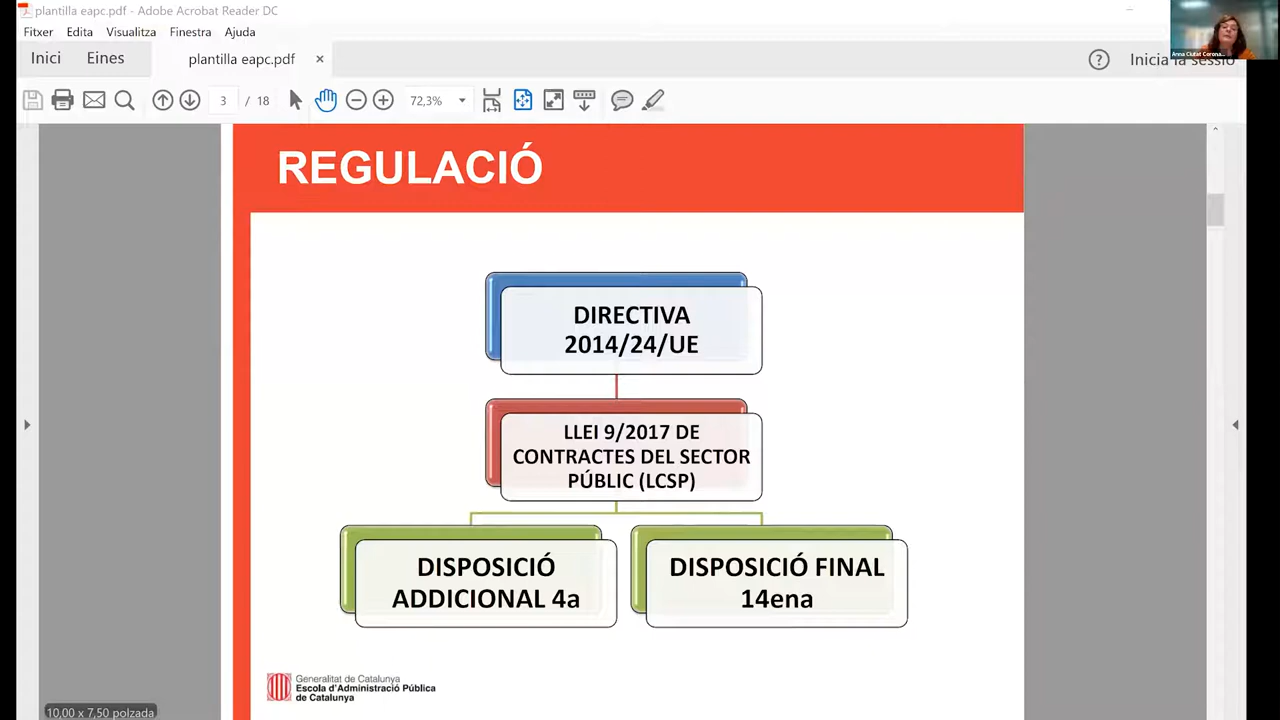 plantilla eapc.pdf - Adobe Acrobat Reader DC
Fitxer Edita Visualitza Finestra Ajuda
Inici Eines plantilla eapc.pdf × ? Inicia la sessió
Anna Ciutat Corona...
3 / 18 72,3%
REGULACIÓ
DIRECTIVA
2014/24/UE
LLEI 9/2017 DE
CONTRACTES DEL SECTOR
PÚBLIC (LCSP)
DISPOSICIÓ
ADDICIONAL 4a
DISPOSICIÓ FINAL
14ena
Generalitat de Catalunya
Escola d'Administració Pública
de Catalunya
10,00 x 7,50 polzada